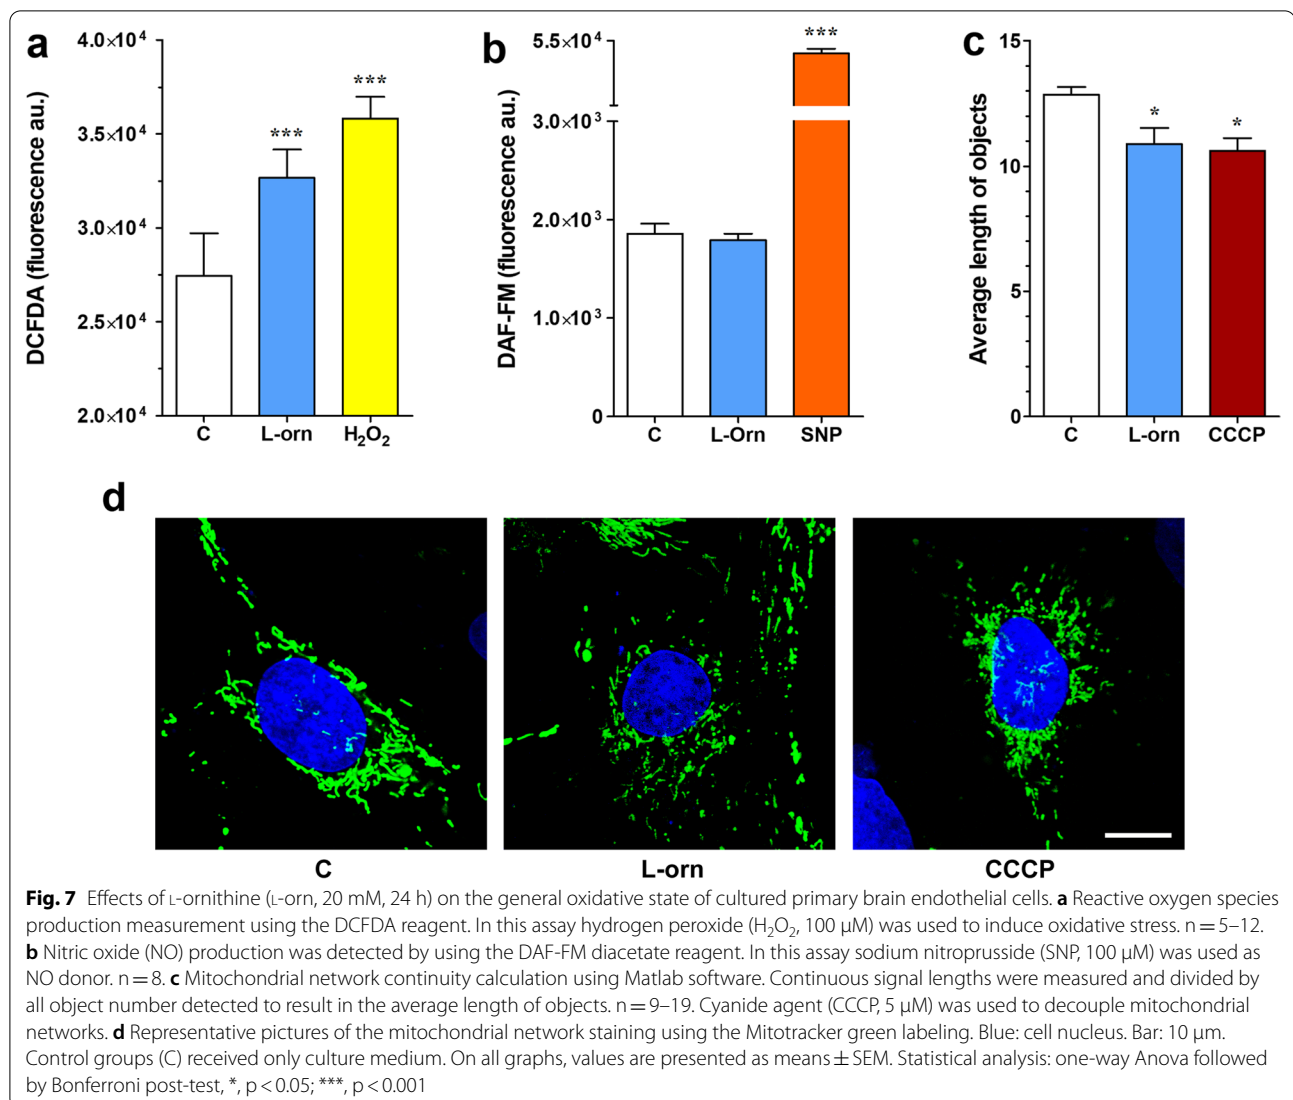 a
DCFDA (fluorescence au.)
4.0×10⁴
3.5×10⁴
3.0×10⁴
2.5×10⁴
2.0×10⁴
***
***
C L-orn H₂O₂
b
DAF-FM (fluorescence au.)
5.5×10⁴
3.0×10³
2.0×10³
1.0×10³
0
***
C L-Orn SNP
c
Average length of objects
15
10
5
0
*
*
C L-orn CCCP
d
C L-orn CCCP
Fig. 7 Effects of L-ornithine (L-orn, 20 mM, 24 h) on the general oxidative state of cultured primary brain endothelial cells. a Reactive oxygen species
production measurement using the DCFDA reagent. In this assay hydrogen peroxide (H₂O₂, 100 μM) was used to induce oxidative stress. n = 5–12.
b Nitric oxide (NO) production was detected by using the DAF-FM diacetate reagent. In this assay sodium nitroprusside (SNP, 100 μM) was used as
NO donor. n = 8. c Mitochondrial network continuity calculation using Matlab software. Continuous signal lengths were measured and divided by
all object number detected to result in the average length of objects. n = 9–19. Cyanide agent (CCCP, 5 μM) was used to decouple mitochondrial
networks. d Representative pictures of the mitochondrial network staining using the Mitotracker green labeling. Blue: cell nucleus. Bar: 10 μm.
Control groups (C) received only culture medium. On all graphs, values are presented as means ± SEM. Statistical analysis: one-way Anova followed
by Bonferroni post-test, *, p < 0.05; ***, p < 0.001